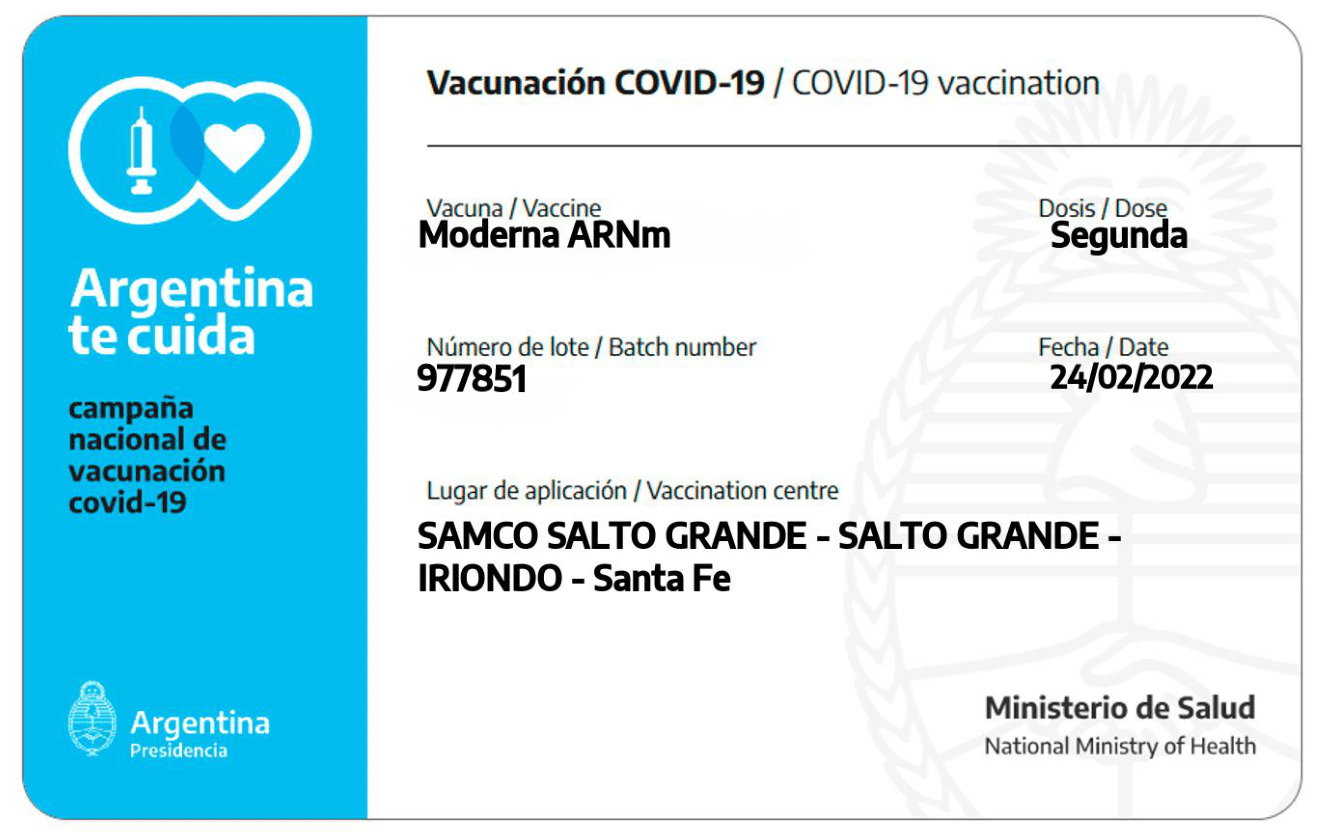 Vacunación COVID-19 / COVID-19 vaccination
Vacuna / Vaccine
Moderna ARNm
Dosis / Dose
Segunda
Número de lote / Batch number
977851
Fecha / Date
24/02/2022
Lugar de aplicación / Vaccination centre
SAMCO SALTO GRANDE - SALTO GRANDE -
IRIONDO - Santa Fe
Argentina
te cuida
campaña
nacional de
vacunación
covid-19
Argentina
Presidencia
Ministerio de Salud
National Ministry of Health